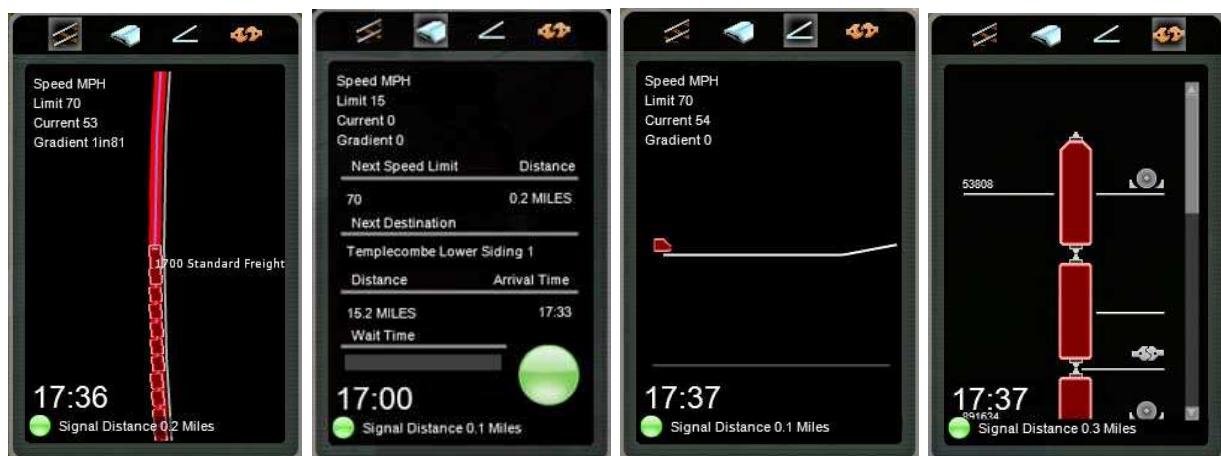 Speed MPH
Limit 70
Current 53
Gradient 1in81
1700 Standard Freight
17:36
Signal Distance 0.2 Miles
Speed MPH
Limit 15
Current 0
Gradient 0
Next Speed Limit Distance
70 0.2 MILES
Next Destination
Templecombe Lower Siding 1
Distance Arrival Time
15.2 MILES 17:33
Wait Time
17:00
Signal Distance 0.1 Miles
Speed MPH
Limit 70
Current 54
Gradient 0
17:37
Signal Distance 0.1 Miles
53808
17:37
891634
Signal Distance 0.3 Miles